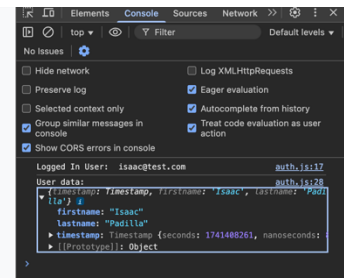 Elements Console Sources Network
top Filter Default levels
No Issues
Hide network Log XMLHttpRequests
Preserve log Eager evaluation
Selected context only Autocomplete from history
Group similar messages in console Treat code evaluation as user action
Show CORS errors in console
Logged In User: isaac@test.com auth.js:17
User data: auth.js:28
{timestamp: Timestamp, firstname: 'Isaac', lastname: 'Padi
lla'}
firstname: "Isaac"
lastname: "Padilla"
timestamp: Timestamp {seconds: 1741408261, nanoseconds:
[[Prototype]]: Object